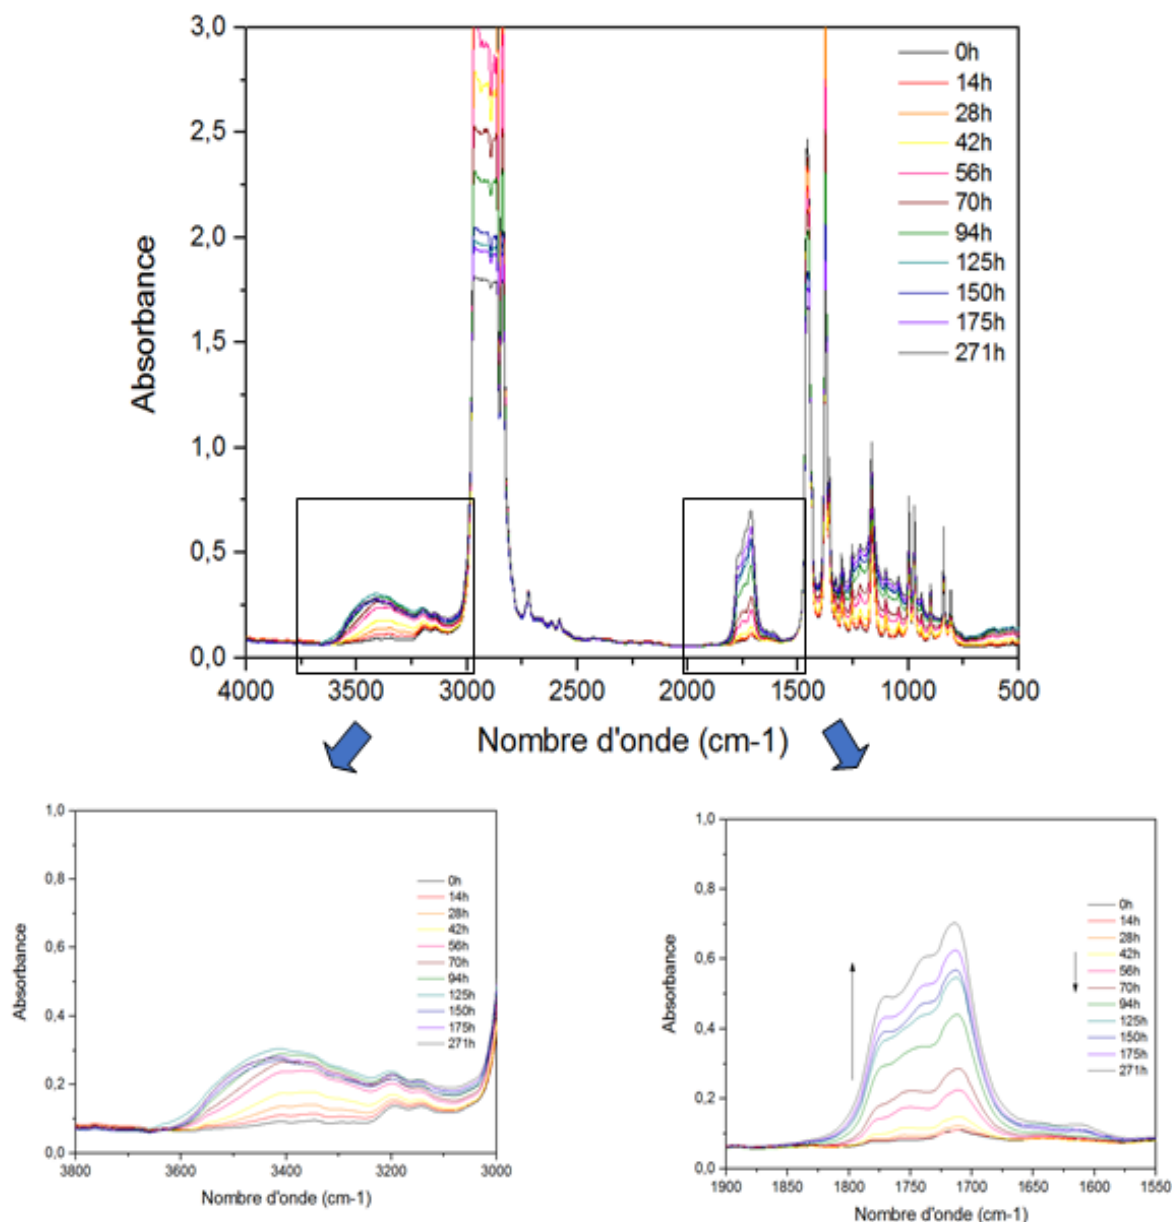 3,0
2,5
2,0
1,5
1,0
0,5
0,0
Absorbance
0h
14h
28h
42h
56h
70h
94h
125h
150h
175h
271h
4000 3500 3000 2500 2000 1500 1000 500
Nombre d'onde (cm-1)
1,0
0,8
0,6
0,4
0,2
0,0
Absorbance
0h
14h
28h
42h
56h
70h
94h
125h
150h
175h
271h
3800 3600 3400 3200 3000
Nombre d'onde (cm-1)
1,0
0,8
0,6
0,4
0,2
0,0
Absorbance
0h
14h
28h
42h
56h
70h
94h
125h
150h
175h
271h
1900 1850 1800 1750 1700 1650 1600 1550
Nombre d'onde (cm-1)